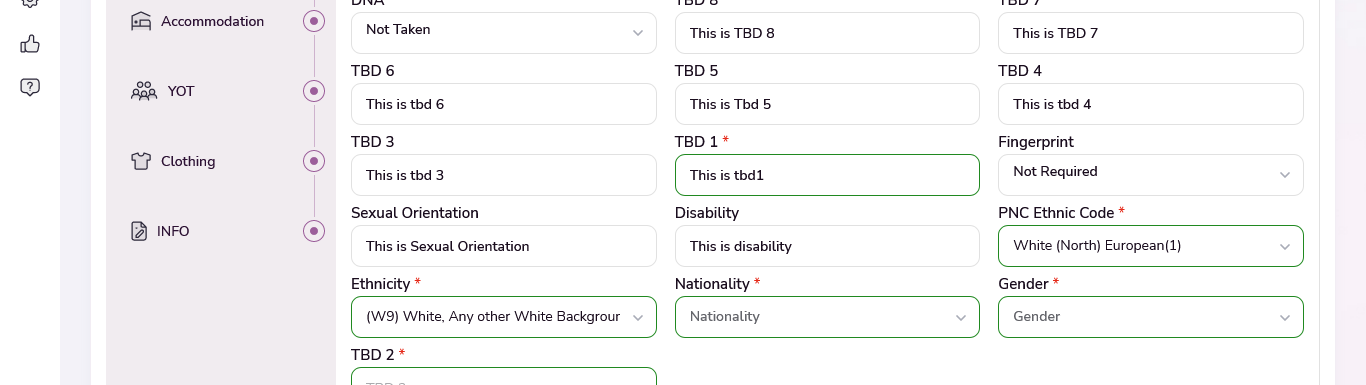 DNA
TBD 8
TBD 7
Accommodation
Not Taken
This is TBD 8
This is TBD 7
TBD 6
TBD 5
TBD 4
YOT
This is tbd 6
This is Tbd 5
This is tbd 4
TBD 3
TBD 1 *
Fingerprint
Clothing
This is tbd 3
This is tbd1
Not Required
Sexual Orientation
Disability
PNC Ethnic Code *
INFO
This is Sexual Orientation
This is disability
White (North) European(1)
Ethnicity *
Nationality *
Gender *
(W9) White, Any other White Backgrour
Nationality
Gender
TBD 2 *
TBD 2